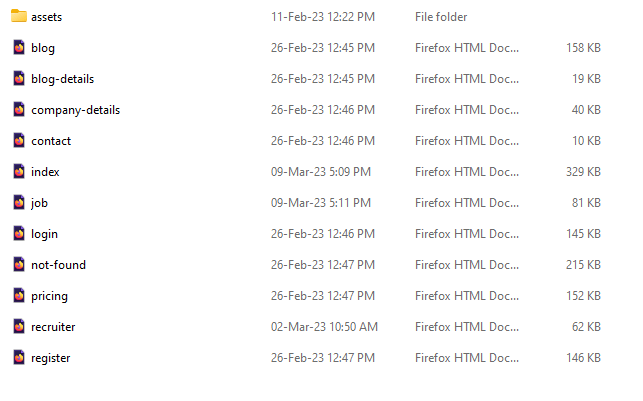 assets 11-Feb-23 12:22 PM File folder
blog 26-Feb-23 12:45 PM Firefox HTML Doc... 158 KB
blog-details 26-Feb-23 12:45 PM Firefox HTML Doc... 19 KB
company-details 26-Feb-23 12:46 PM Firefox HTML Doc... 40 KB
contact 26-Feb-23 12:46 PM Firefox HTML Doc... 10 KB
index 09-Mar-23 5:09 PM Firefox HTML Doc... 329 KB
job 09-Mar-23 5:11 PM Firefox HTML Doc... 81 KB
login 26-Feb-23 12:46 PM Firefox HTML Doc... 145 KB
not-found 26-Feb-23 12:47 PM Firefox HTML Doc... 215 KB
pricing 26-Feb-23 12:47 PM Firefox HTML Doc... 152 KB
recruiter 02-Mar-23 10:50 AM Firefox HTML Doc... 62 KB
register 26-Feb-23 12:47 PM Firefox HTML Doc... 146 KB